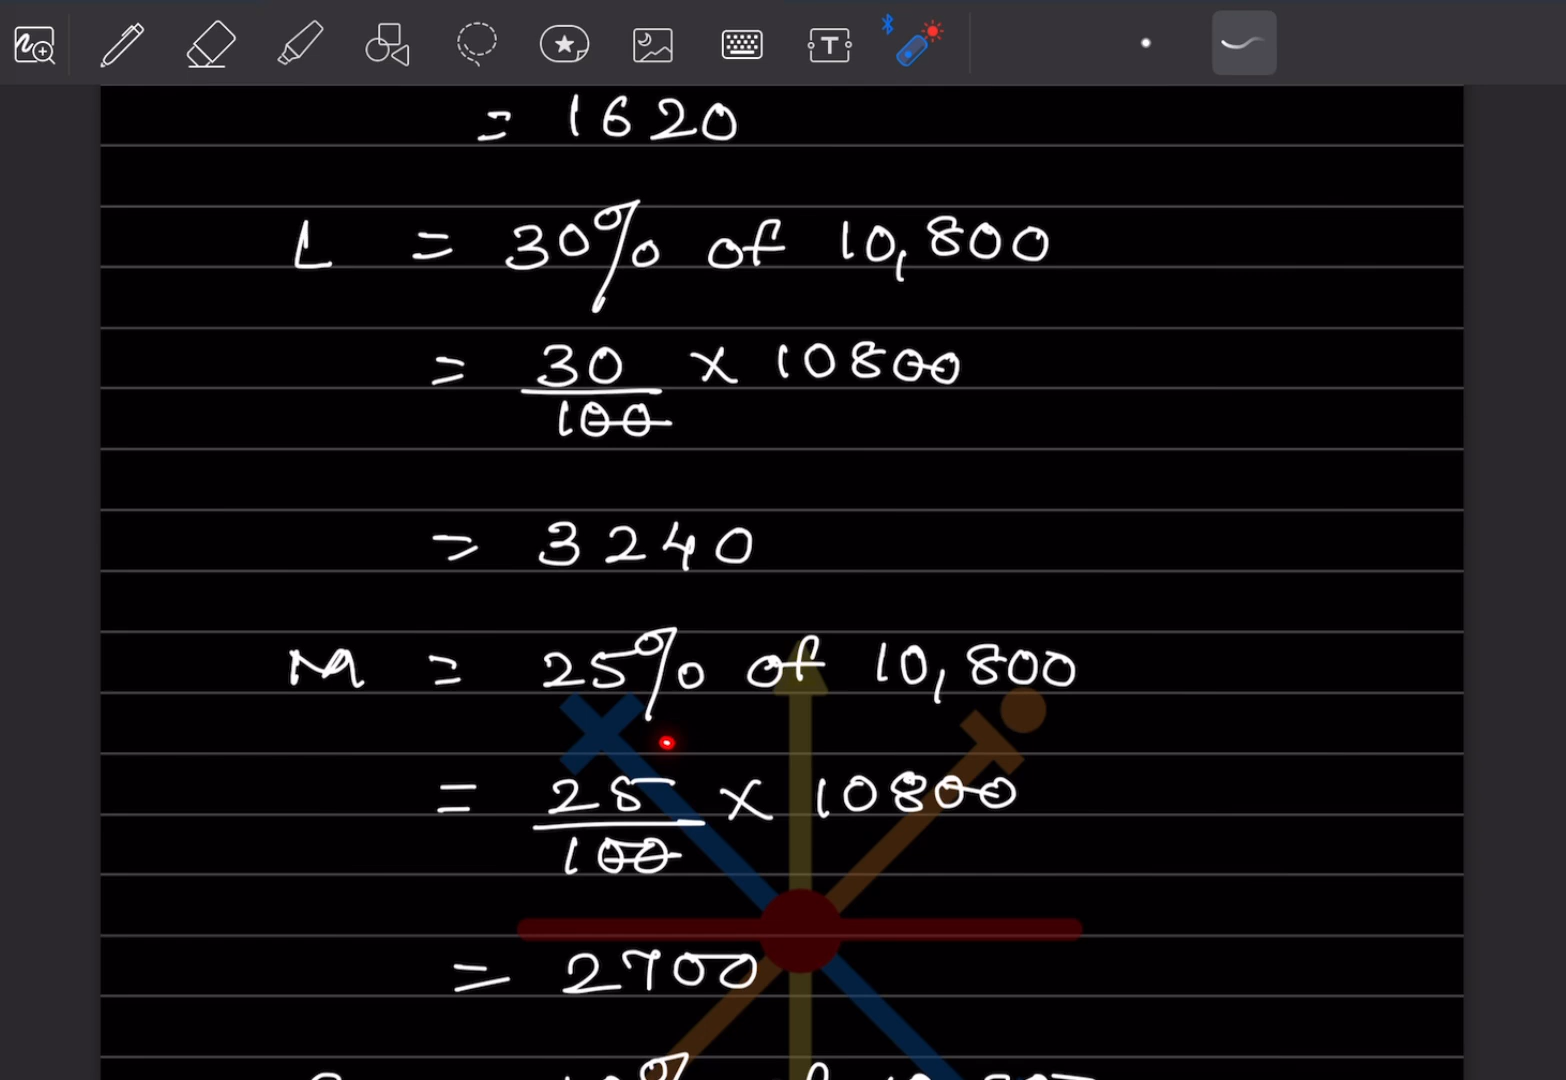 = 1620
L = 30% of 10,800
= 30/100 x 10800
= 3240
M = 25% of 10,800
= 25/100 x 10800
= 2700